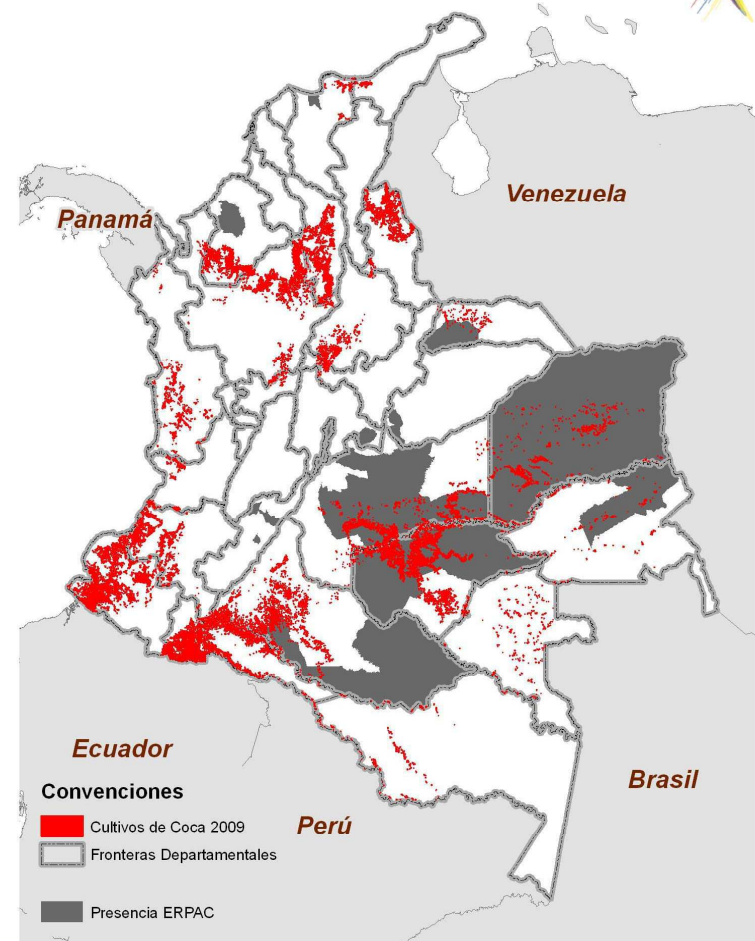 Venezuela
Panamá
Ecuador
Brasil
Perú
Convenciones
Cultivos de Coca 2009
Fronteras Departamentales
Presencia ERPAC